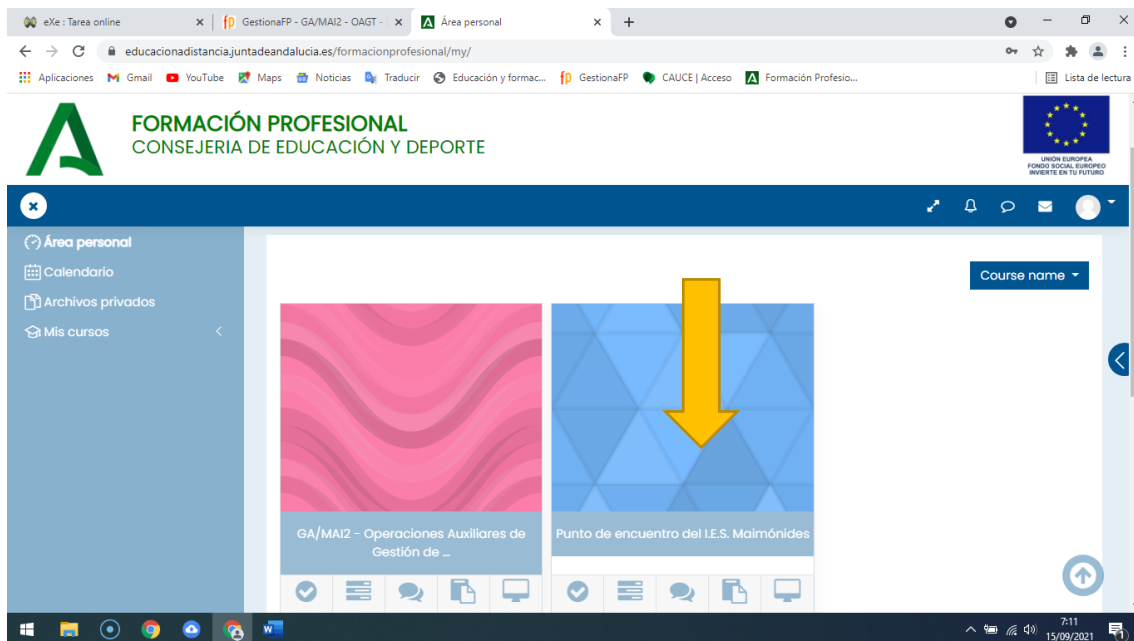 eXe : Tarea online
GestionaFP - GA/MAI2 - OAGT -
Área personal
educacionadistancia.juntadeandalucia.es/formacionprofesional/my/
Aplicaciones Gmail YouTube Maps Noticias Traducir Educación y formac... GestionaFP CAUCE | Acceso Formación Profesio... Lista de lectura
FORMACIÓN PROFESIONAL
CONSEJERIA DE EDUCACIÓN Y DEPORTE
UNIÓN EUROPEA
FONDO SOCIAL EUROPEO
INVIERTE EN TU FUTURO
Área personal
Calendario
Archivos privados
Mis cursos
Course name
GA/MAI2 - Operaciones Auxiliares de
Gestión de ...
Punto de encuentro del I.E.S. Maimónides
7:11
15/09/2021